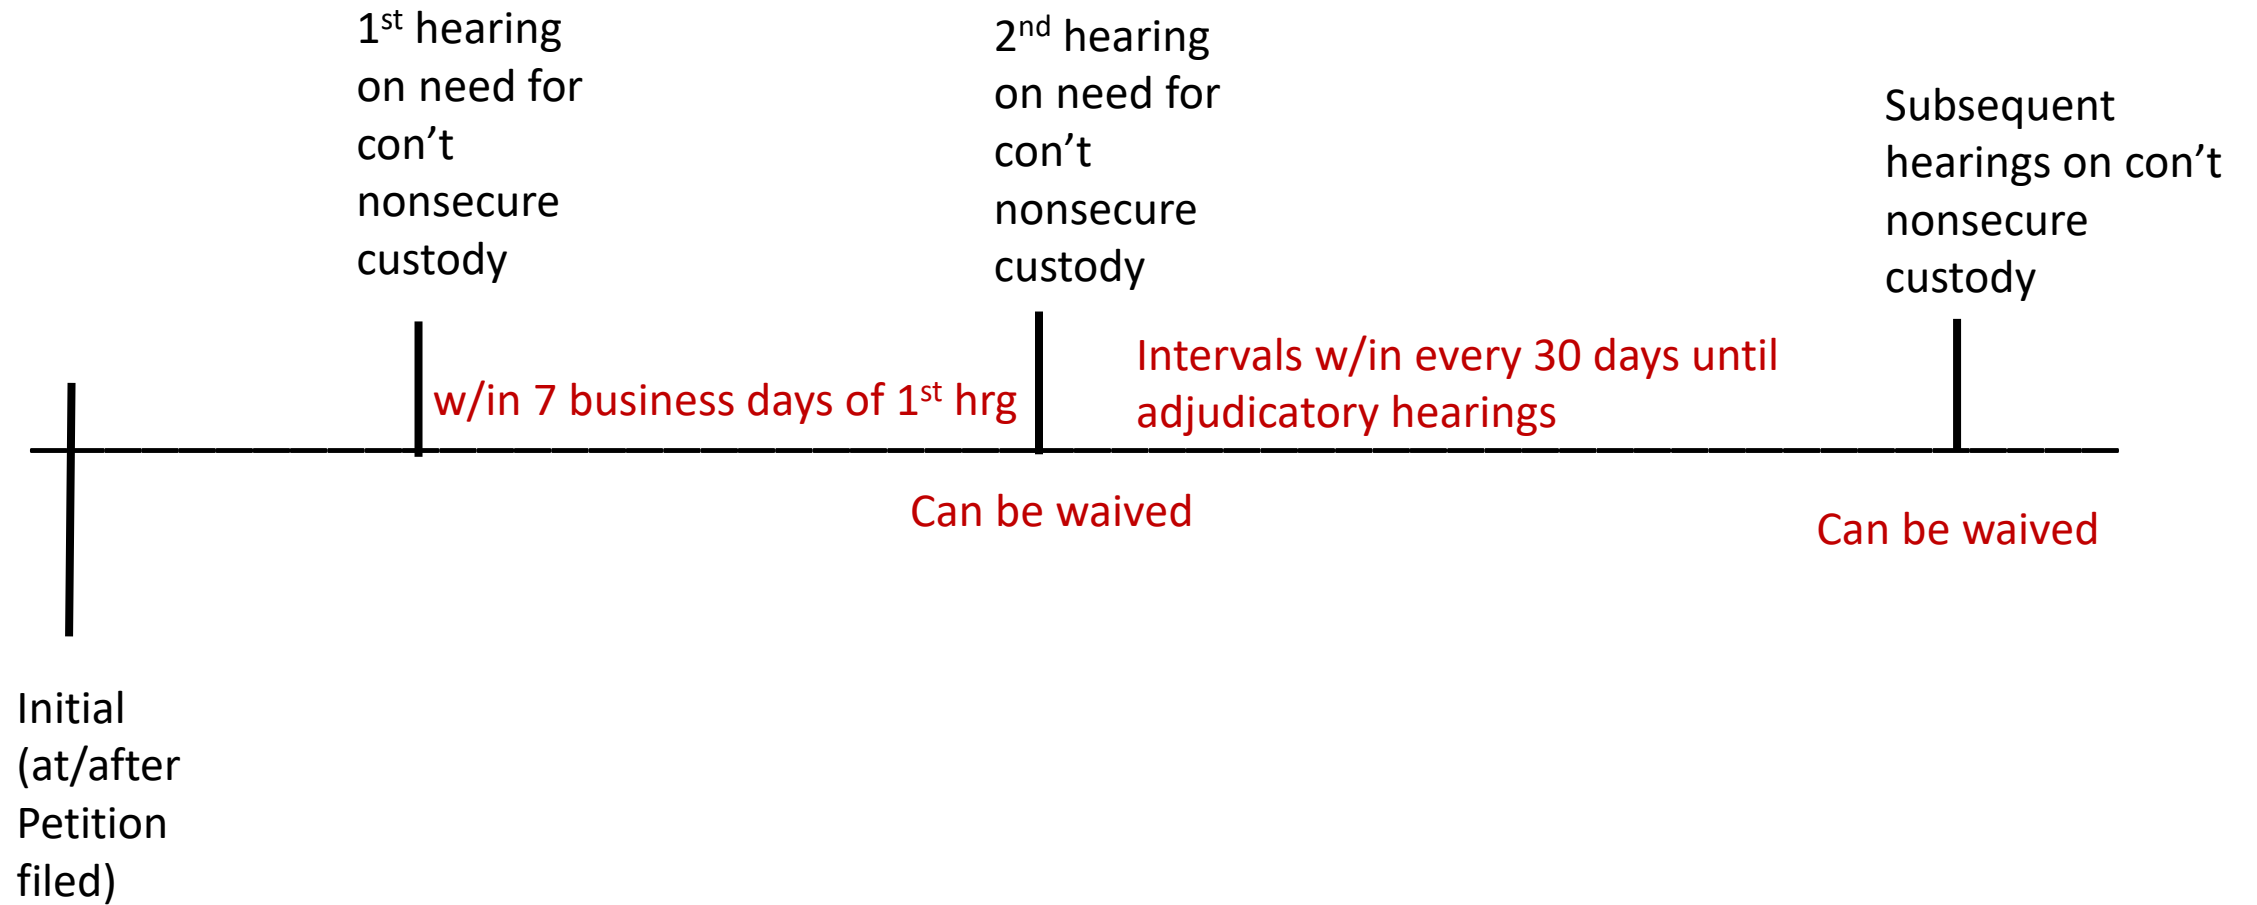 1st hearing
on need for
con’t
nonsecure
custody
2nd hearing
on need for
con’t
nonsecure
custody
Subsequent
hearings on con’t
nonsecure
custody
w/in 7 business days of 1st hrg
Intervals w/in every 30 days until
adjudicatory hearings
Can be waived
Can be waived
Initial
(at/after
Petition
filed)